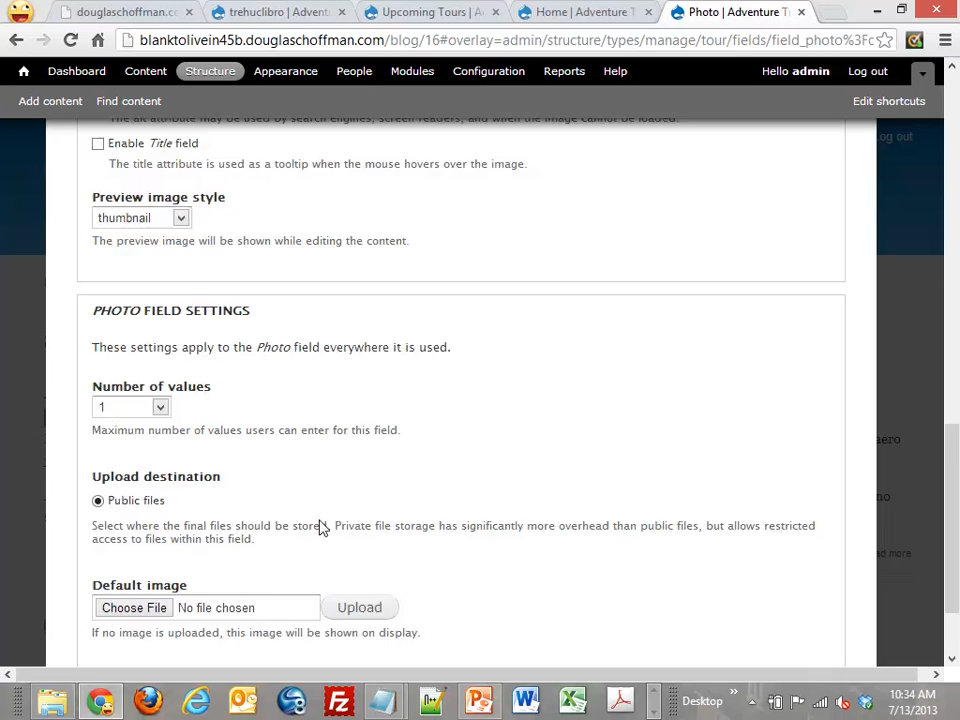 douglaschoffman.co
trehuclibro | Advent
Upcoming Tours | A
Home | Adventure T
Photo | Adventure T
blanktolivein45b.douglaschoffman.com/blog/16#overlay=admin/structure/types/manage/tour/fields/field_photo%3Fc
Dashboard Content Structure Appearance People Modules Configuration Reports Help Hello admin Log out
Add content Find content Edit shortcuts
The alt attribute may be used by search engines, screen readers, and when the image cannot be loaded.
Log out
Enable Title field
The title attribute is used as a tooltip when the mouse hovers over the image.
Preview image style
thumbnail
The preview image will be shown while editing the content.
PHOTO FIELD SETTINGS
These settings apply to the Photo field everywhere it is used.
Number of values
1
Maximum number of values users can enter for this field.
aero
Upload destination
Public files
no
Select where the final files should be stored. Private file storage has significantly more overhead than public files, but allows restricted
access to files within this field.
ad more
Default image
Choose File No file chosen Upload
If no image is uploaded, this image will be shown on display.
Desktop
10:34 AM
7/13/2013